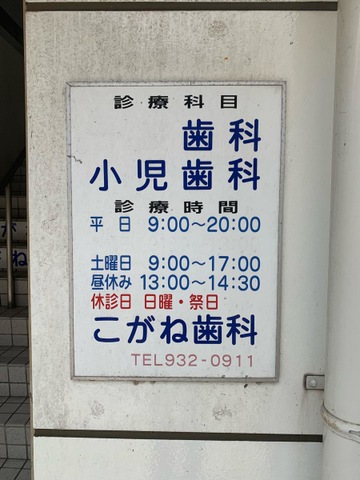 診療科目
歯科
小児歯科
診療時間
平日 9:00～20:00
土曜日 9:00～17:00
昼休み 13:00～14:30
休診日 日曜・祭日
こがね歯科
TEL932-0911
が
ね